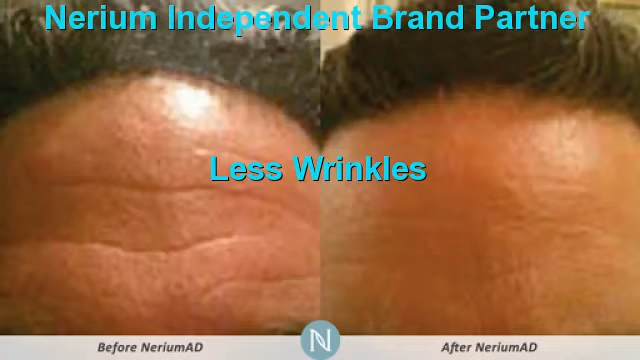 Nerium Independent Brand Partner
Less Wrinkles
Before NeriumAD
N
After NeriumAD